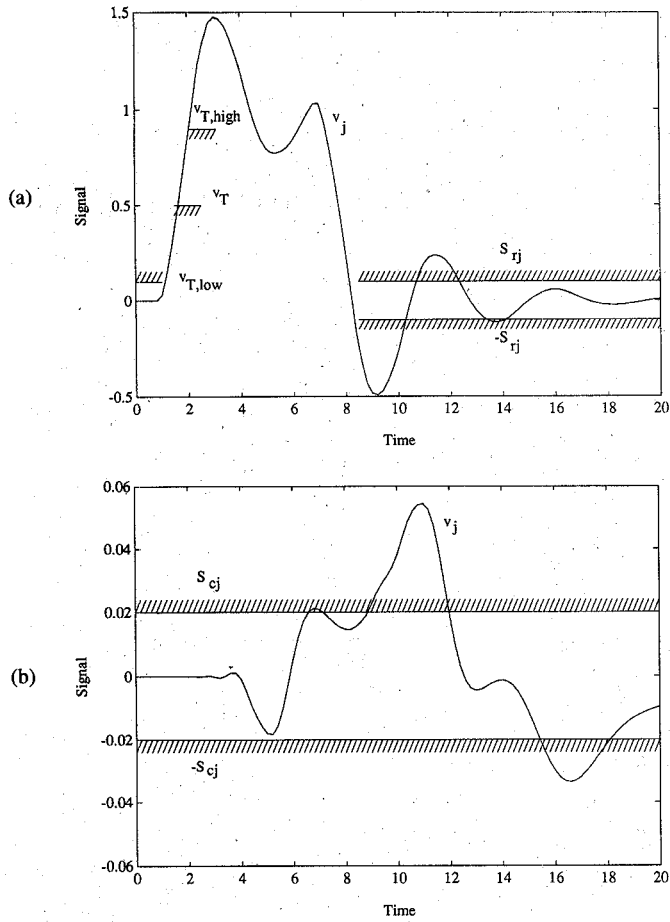 (a)
Signal
1.5
1
0.5
0
-0.5
v_T,high
v_T
v_T,low
v_j
S_rj
-S_rj
0 2 4 6 8 10 12 14 16 18 20
Time
(b)
Signal
0.06
0.04
0.02
0
-0.02
-0.04
-0.06
S_cj
v_j
-S_cj
0 2 4 6 8 10 12 14 16 18 20
Time